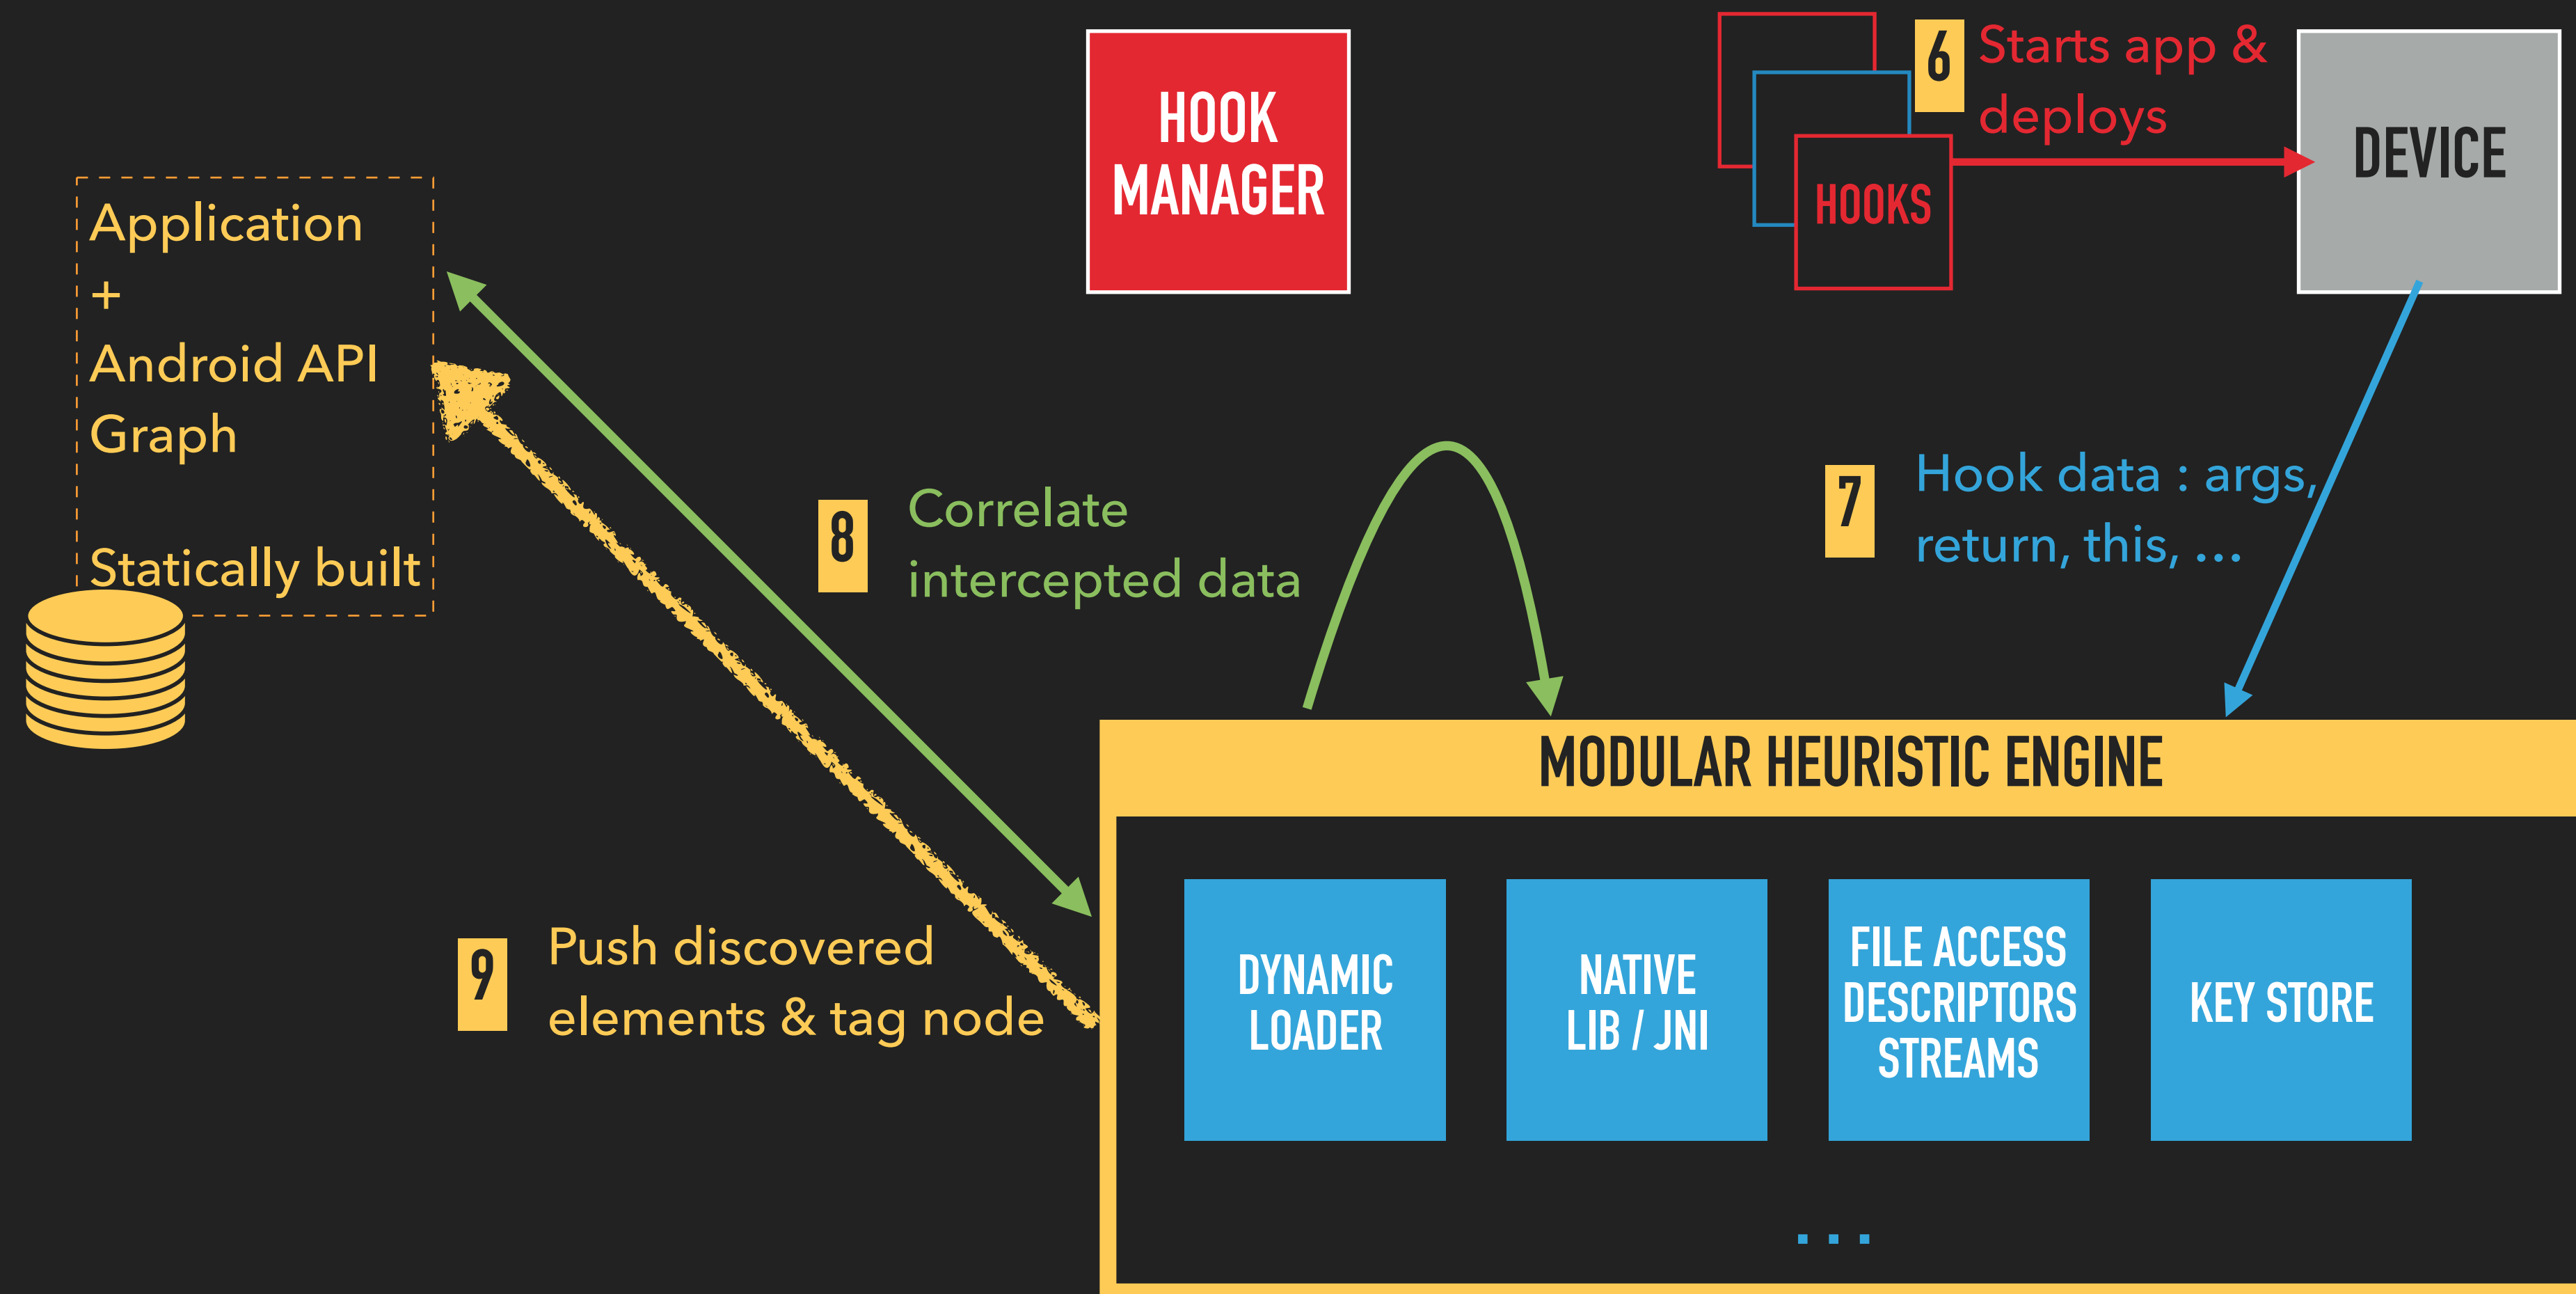 HOOK
MANAGER
HOOKS
6
Starts app &
deploys
DEVICE
Application
+
Android API
Graph
Statically built
8
Correlate
intercepted data
7
Hook data : args,
return, this, ...
MODULAR HEURISTIC ENGINE
9
Push discovered
elements & tag node
DYNAMIC
LOADER
NATIVE
LIB / JNI
FILE ACCESS
DESCRIPTORS
STREAMS
KEY STORE
...